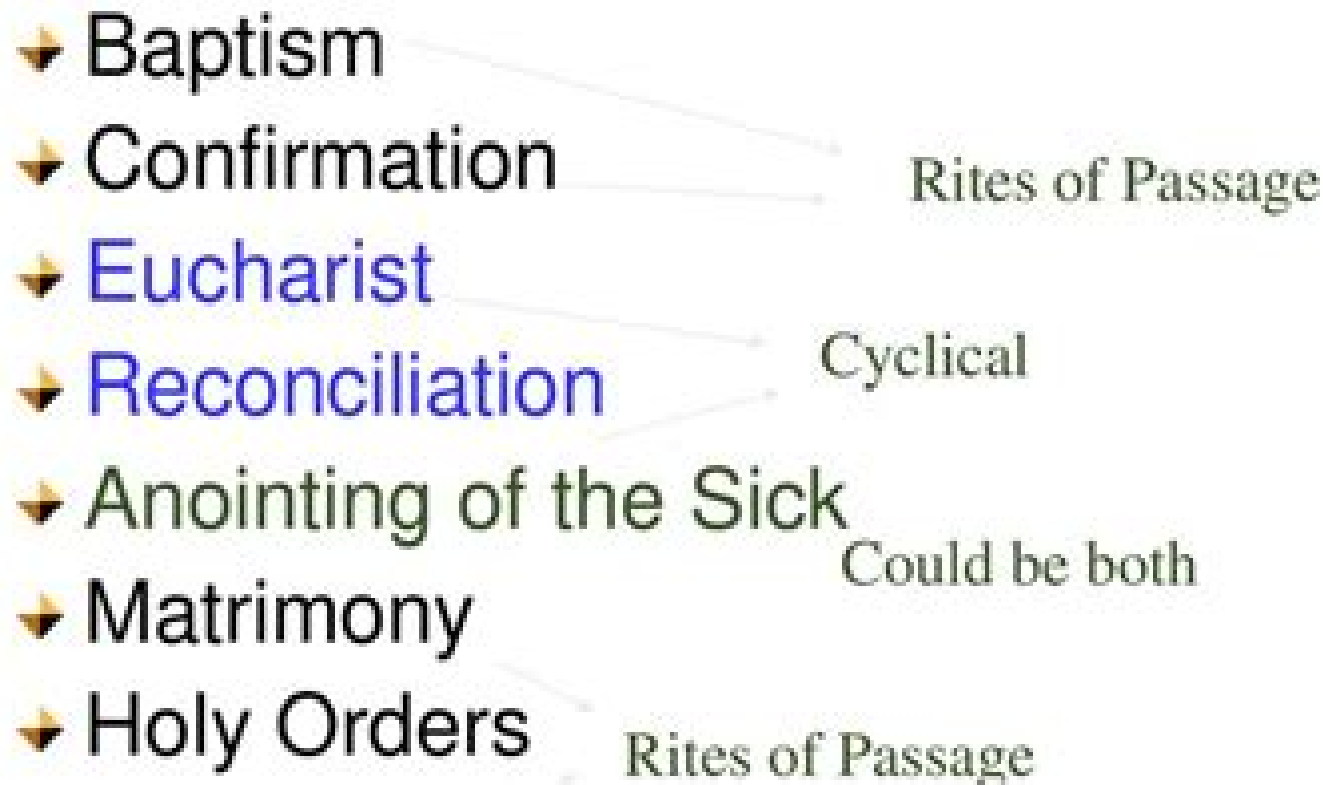 Baptism
Confirmation
Rites of Passage
Eucharist
Cyclical
Reconciliation
Anointing of the Sick
Could be both
Matrimony
Holy Orders
Rites of Passage